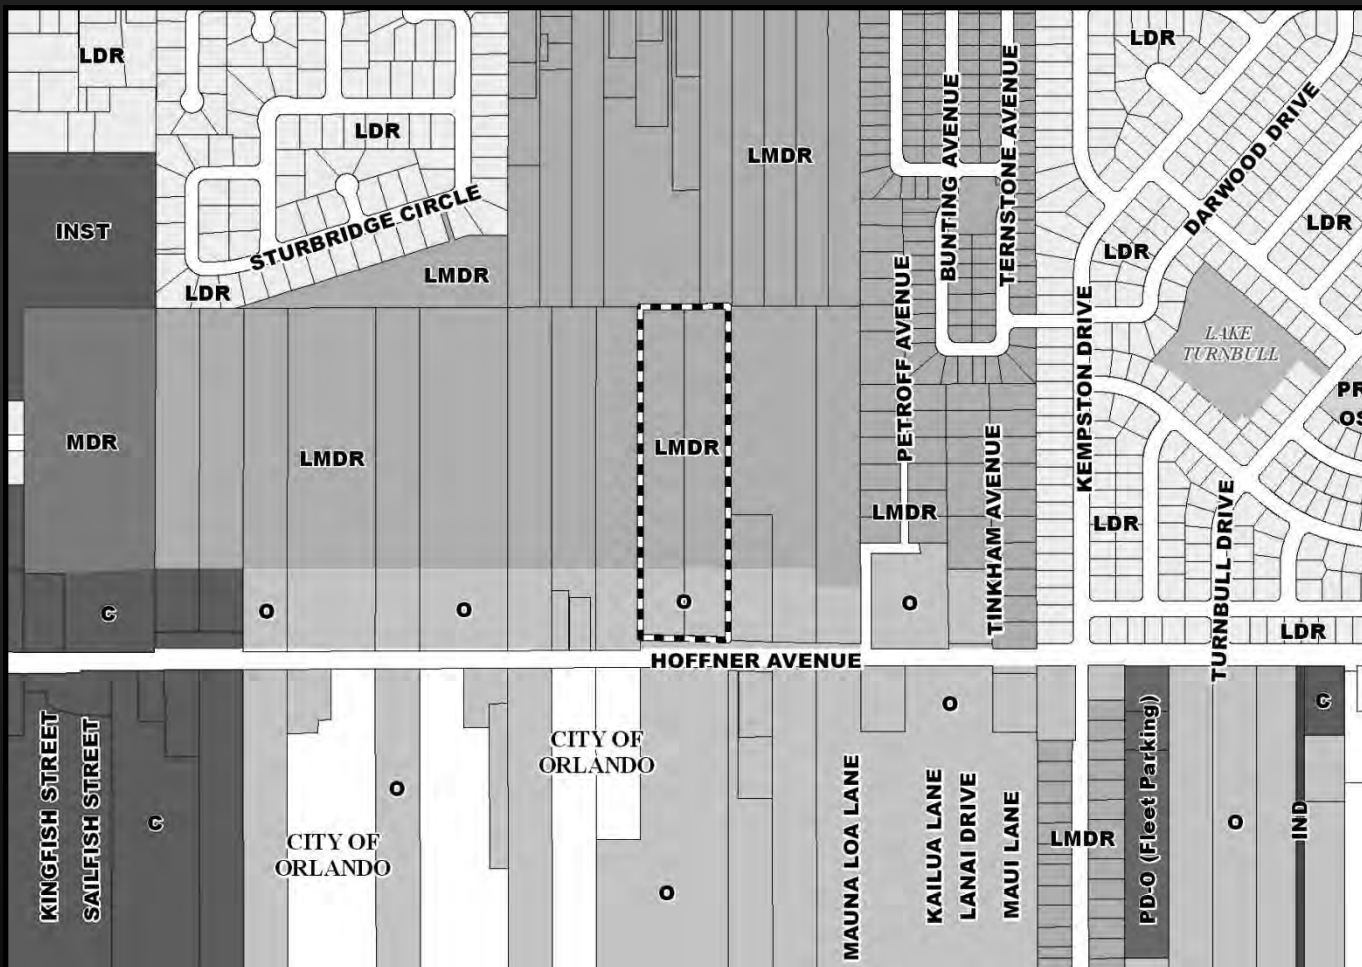 LDR
LDR
LDR
LMDR
BUNTING AVENUE
TERNSTONE AVENUE
DARWOOD DRIVE
LDR
INST
STURBRIDGE CIRCLE
LDR
LMDR
LDR
PETROFF AVENUE
KEMPSTON DRIVE
LAKE
TURNBULL
PR
OS
MDR
LMDR
LMDR
LMDR
TINKHAM AVENUE
LDR
TURNBULL DRIVE
C
O
O
O
O
LDR
HOFFNER AVENUE
KINGFISH STREET
SAILFISH STREET
C
CITY OF
ORLANDO
O
CITY OF
ORLANDO
O
MAUNA LOA LANE
O
KAILUA LANE
LANAI DRIVE
MAUI LANE
LMDR
PD-O (Fleet Parking)
O
IND
C